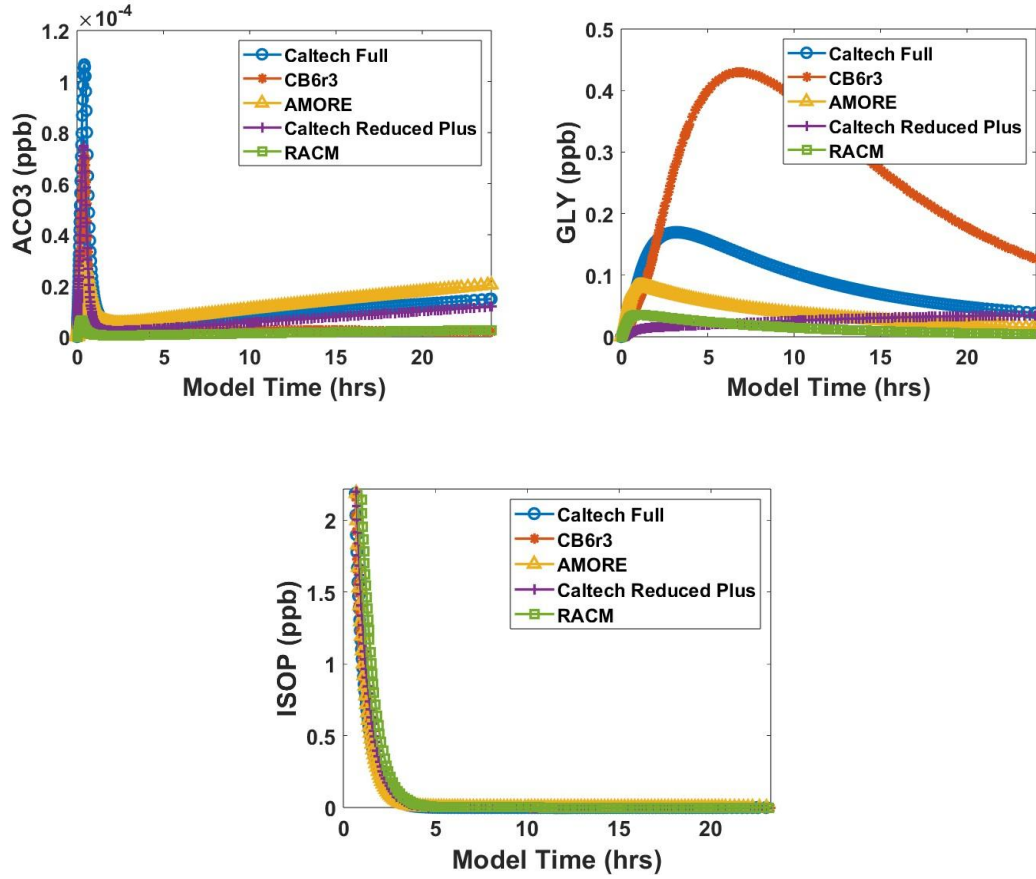 ×10⁻⁴
1.2
1
0.8
0.6
0.4
0.2
0
ACO3 (ppb)
Caltech Full
CB6r3
AMORE
Caltech Reduced Plus
RACM
0 5 10 15 20
Model Time (hrs)
0.5
0.4
0.3
0.2
0.1
0
GLY (ppb)
Caltech Full
CB6r3
AMORE
Caltech Reduced Plus
RACM
0 5 10 15 20
Model Time (hrs)
2
1.5
1
0.5
0
ISOP (ppb)
Caltech Full
CB6r3
AMORE
Caltech Reduced Plus
RACM
0 5 10 15 20
Model Time (hrs)